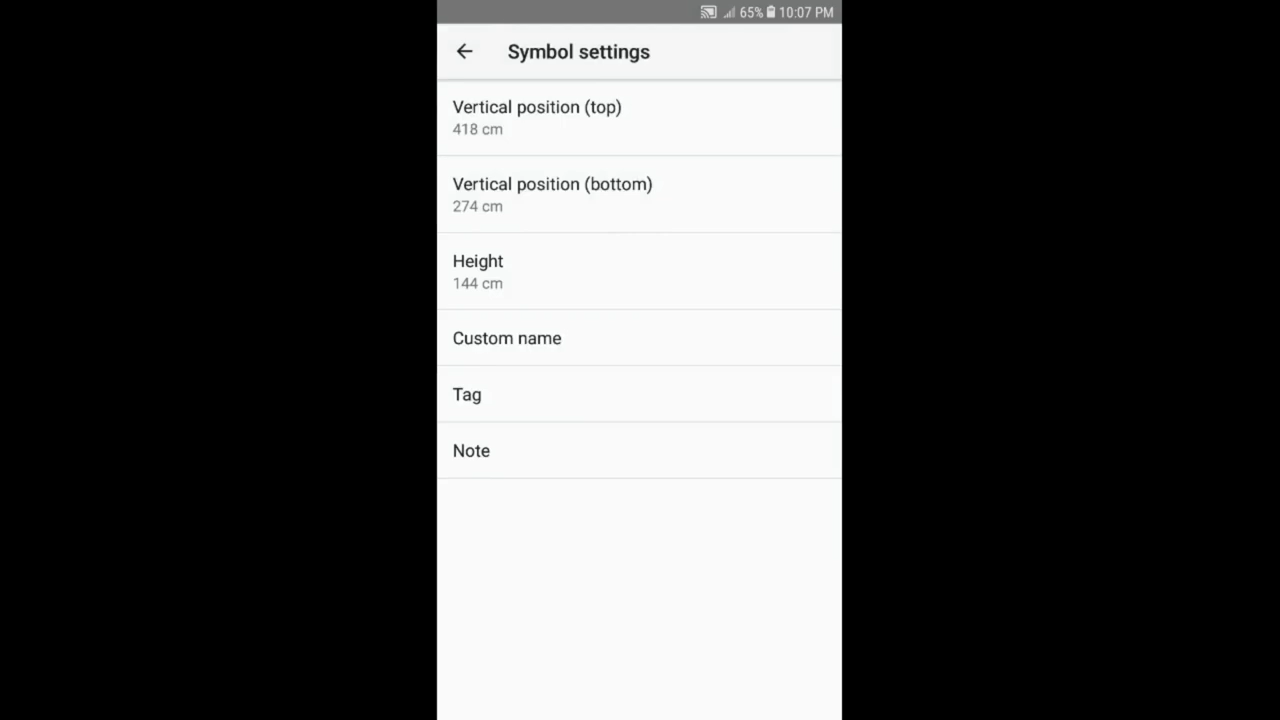 65% 10:07 PM
Symbol settings
Vertical position (top)
418 cm
Vertical position (bottom)
274 cm
Height
144 cm
Custom name
Tag
Note